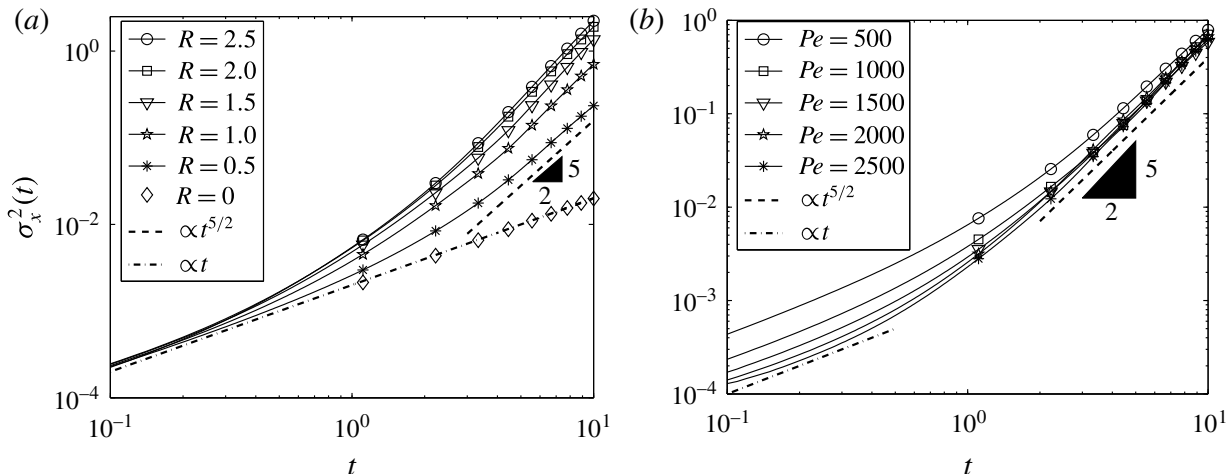 (a)
10^0
10^−2
10^−4
σ_x^2(t)
R = 2.5
R = 2.0
R = 1.5
R = 1.0
R = 0.5
R = 0
∝t^5/2
∝t
5
2
10^−1
10^0
10^1
t
(b)
10^0
10^−1
10^−2
10^−3
10^−4
Pe = 500
Pe = 1000
Pe = 1500
Pe = 2000
Pe = 2500
∝t^5/2
∝t
5
2
10^−1
10^0
10^1
t